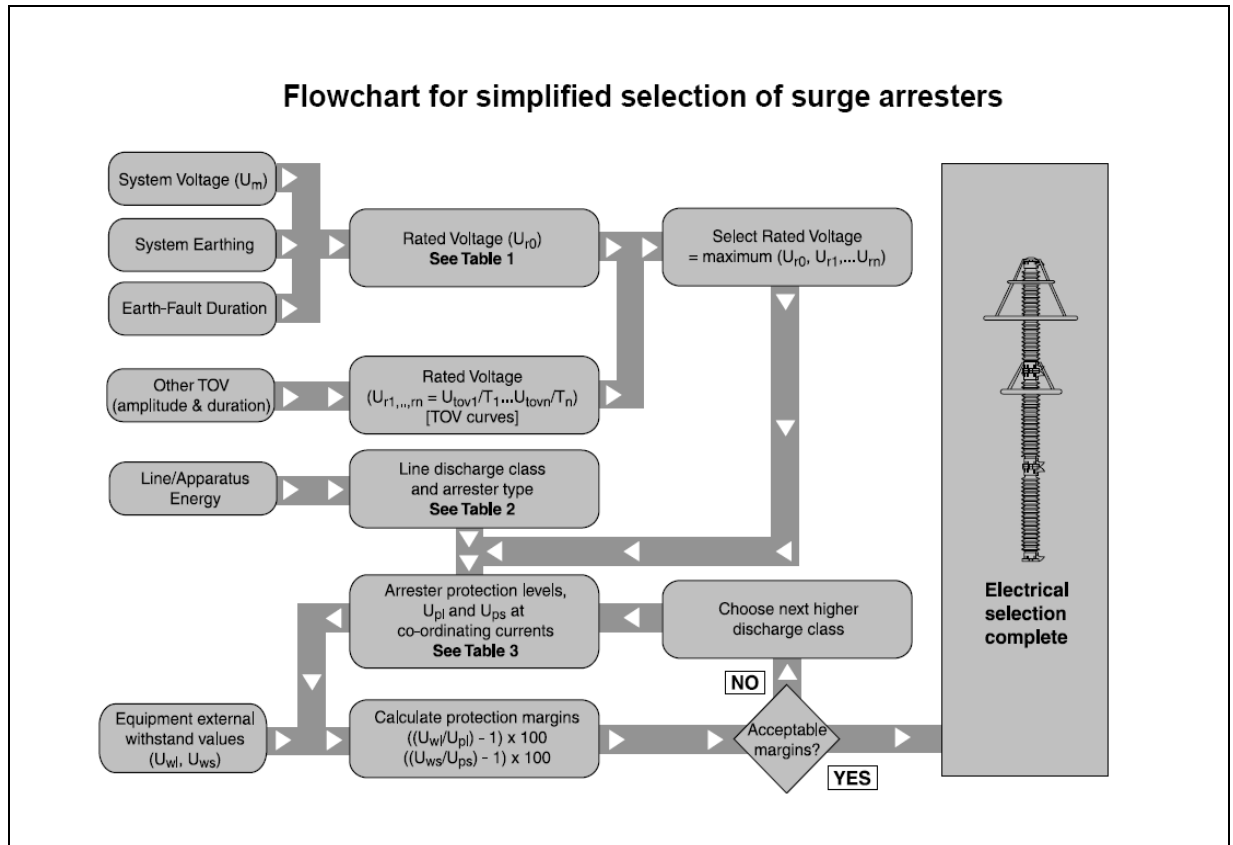 Flowchart for simplified selection of surge arresters
System Voltage (Um)
System Earthing
Earth-Fault Duration
Rated Voltage (Ur0)
See Table 1
Select Rated Voltage
= maximum (Ur0, Ur1,...Urn)
Other TOV
(amplitude & duration)
Rated Voltage
(Ur1,..,rn = Utov1/T1...Utovn/Tn)
[TOV curves]
Line/Apparatus
Energy
Line discharge class
and arrester type
See Table 2
Arrester protection levels,
Upl and Ups at
co-ordinating currents
See Table 3
Choose next higher
discharge class
NO
Equipment external
withstand values
(Uwl, Uws)
Calculate protection margins
((Uwl/Upl) - 1) x 100
((Uws/Ups) - 1) x 100
Acceptable
margins?
YES
Electrical
selection
complete